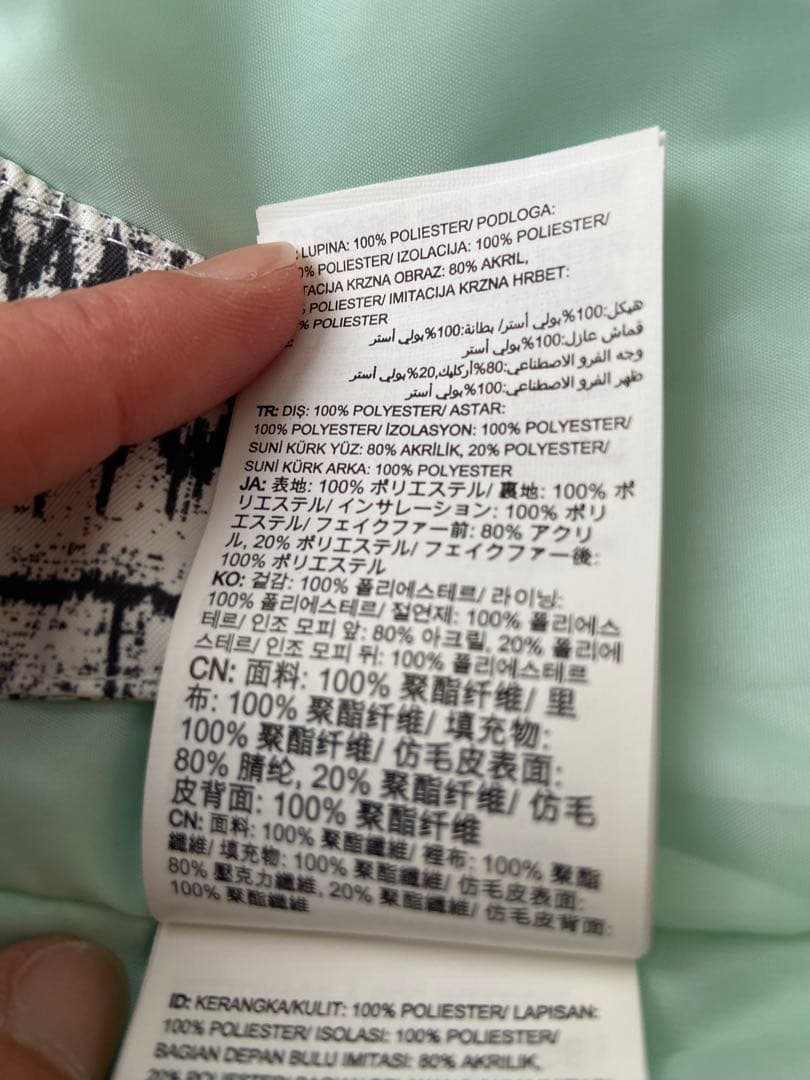 LUPINA: 100% POLIESTER/ PODLOGA:
0% POLIESTER/ IZOLACIJA: 100% POLIESTER/
TACIJA KRZNA OBRAZ: 80% AKRIL,
POLIESTER/ IMITACIJA KRZNA HRBET:
% POLIESTER
هيكل:100%بولي أستر/ بطانة:100%بولي أستر
قماش عازل:100%بولي أستر
وجه الفرو الاصطناعي:80%أركليك,20%بولي أستر
ظهر الفرو الاصطناعي:100%بولي أستر
TR: DIŞ: 100% POLYESTER/ ASTAR:
100% POLYESTER/ İZOLASYON: 100% POLYESTER/
SUNİ KÜRK YÜZ: 80% AKRİLİK, 20% POLYESTER/
SUNİ KÜRK ARKA: 100% POLYESTER
JA: 表地: 100% ポリエステル/ 裏地: 100% ポ
リエステル/ インサレーション: 100% ポリ
エステル/ フェイクファー前: 80% アクリ
ル, 20% ポリエステル/ フェイクファー後:
100% ポリエステル
KO: 겉감: 100% 폴리에스테르/ 라이닝:
100% 폴리에스테르/ 절연재: 100% 폴리에스
테르/ 인조 모피 앞: 80% 아크릴, 20% 폴리에
스테르/ 인조 모피 뒤: 100% 폴리에스테르
CN: 面料: 100% 聚酯纤维/ 里
布: 100% 聚酯纤维/ 填充物:
100% 聚酯纤维/ 仿毛皮表面:
80% 腈纶, 20% 聚酯纤维/ 仿毛
皮背面: 100% 聚酯纤维
CN: 面料: 100% 聚酯纖維/ 裡布: 100% 聚酯
纖維/ 填充物: 100% 聚酯纖維/ 仿毛皮表面:
80% 壓克力纖維, 20% 聚酯纖維/ 仿毛皮背面:
100% 聚酯纖維
ID: KERANGKA/KULIT: 100% POLIESTER/ LAPISAN:
100% POLIESTER/ ISOLASI: 100% POLIESTER/
BAGIAN DEPAN BULU IMITASI: 80% AKRILIK,